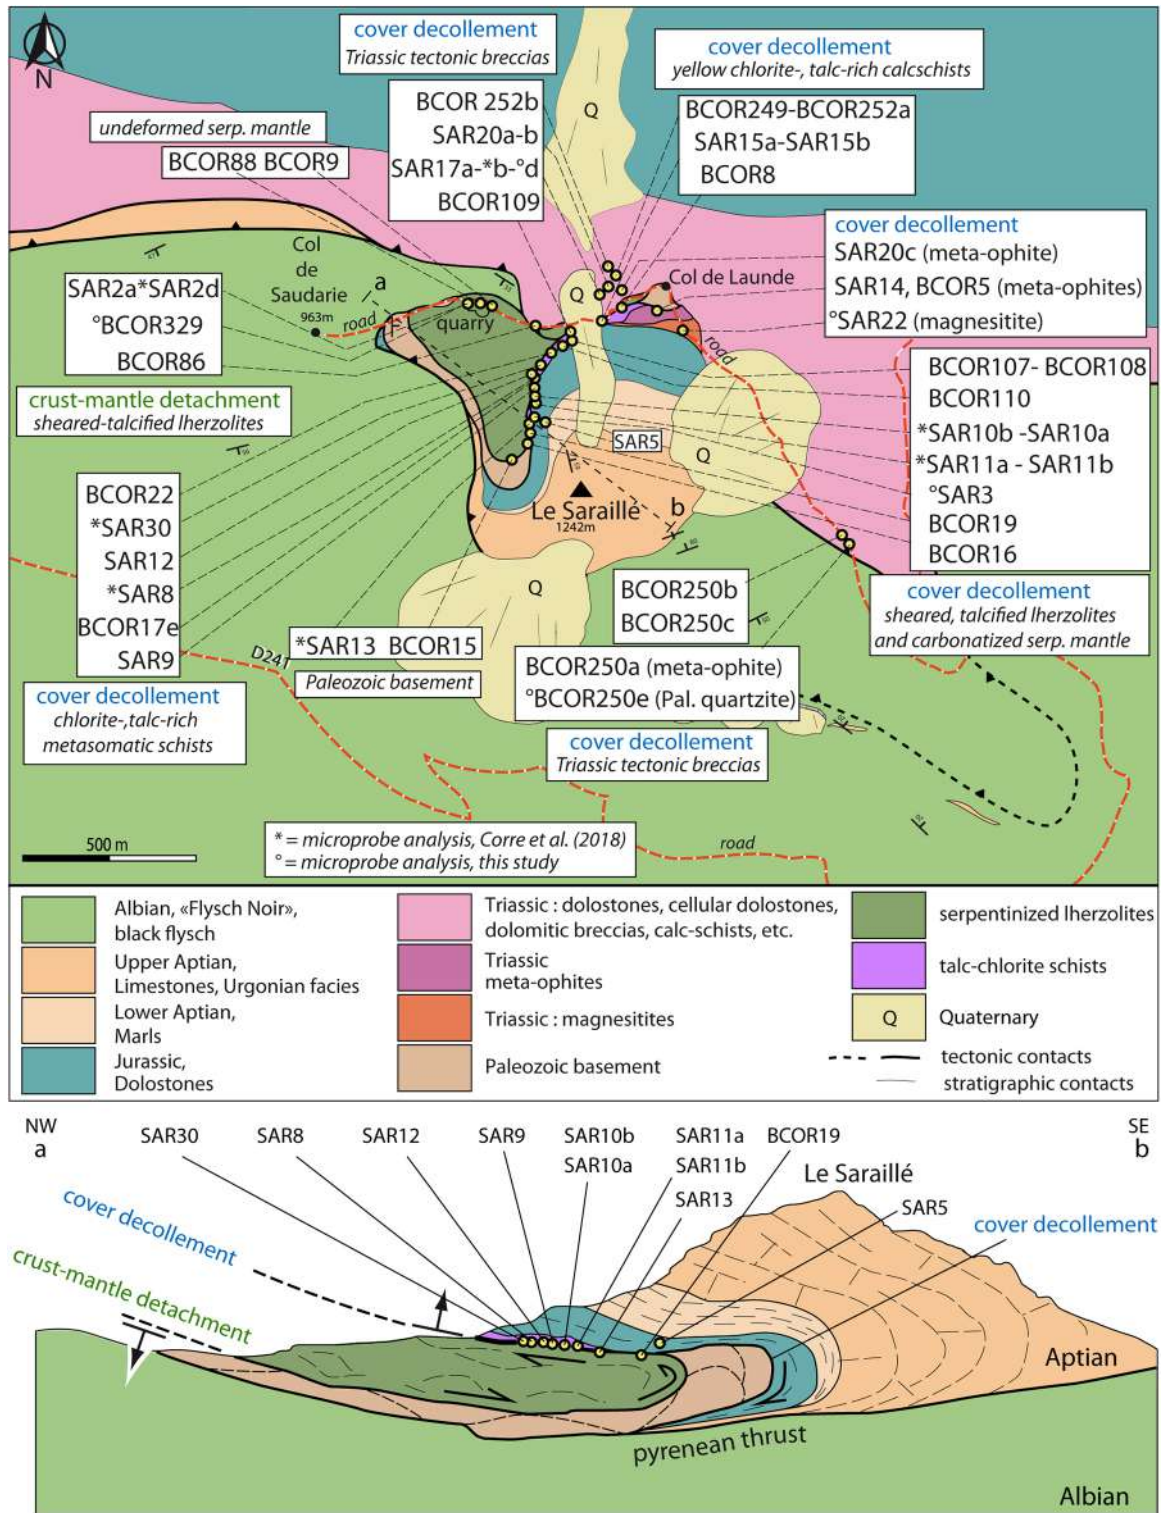 N
cover decollement
Triassic tectonic breccias
cover decollement
yellow chlorite-, talc-rich calcschists
undeformed serp. mantle
BCOR88 BCOR9
BCOR 252b
SAR20a-b
SAR17a-*b-°d
BCOR109
Q
BCOR249-BCOR252a
SAR15a-SAR15b
BCOR8
cover decollement
SAR20c (meta-ophite)
SAR14, BCOR5 (meta-ophites)
°SAR22 (magnesitite)
Col
de
Saudarie
963m
a
road
quarry
Q
Col de Launde
road
SAR2a*SAR2d
°BCOR329
BCOR86
crust-mantle detachment
sheared-talcified lherzolites
BCOR107- BCOR108
BCOR110
*SAR10b -SAR10a
*SAR11a - SAR11b
°SAR3
BCOR19
BCOR16
cover decollement
sheared, talcified lherzolites
and carbonatized serp. mantle
SAR5
Q
Le Saraillé
1242m
b
BCOR22
*SAR30
SAR12
*SAR8
BCOR17e
SAR9
cover decollement
chlorite-,talc-rich
metasomatic schists
D241
Q
*SAR13 BCOR15
Paleozoic basement
BCOR250b
BCOR250c
BCOR250a (meta-ophite)
°BCOR250e (Pal. quartzite)
cover decollement
Triassic tectonic breccias
500 m
* = microprobe analysis, Corre et al. (2018)
° = microprobe analysis, this study
road
Albian, «Flysch Noir»,
black flysch
Upper Aptian,
Limestones, Urgonian facies
Lower Aptian,
Marls
Jurassic,
Dolostones
Triassic : dolostones, cellular dolostones,
dolomitic breccias, calc-schists, etc.
Triassic
meta-ophites
Triassic : magnesitites
Paleozoic basement
serpentinized lherzolites
talc-chlorite schists
Q
Quaternary
tectonic contacts
stratigraphic contacts
NW
a
SE
b
SAR30
SAR8
SAR12
SAR9
SAR10b
SAR10a
SAR11a
SAR11b
SAR13
BCOR19
Le Saraillé
SAR5
cover decollement
cover decollement
crust-mantle detachment
Aptian
pyrenean thrust
Albian